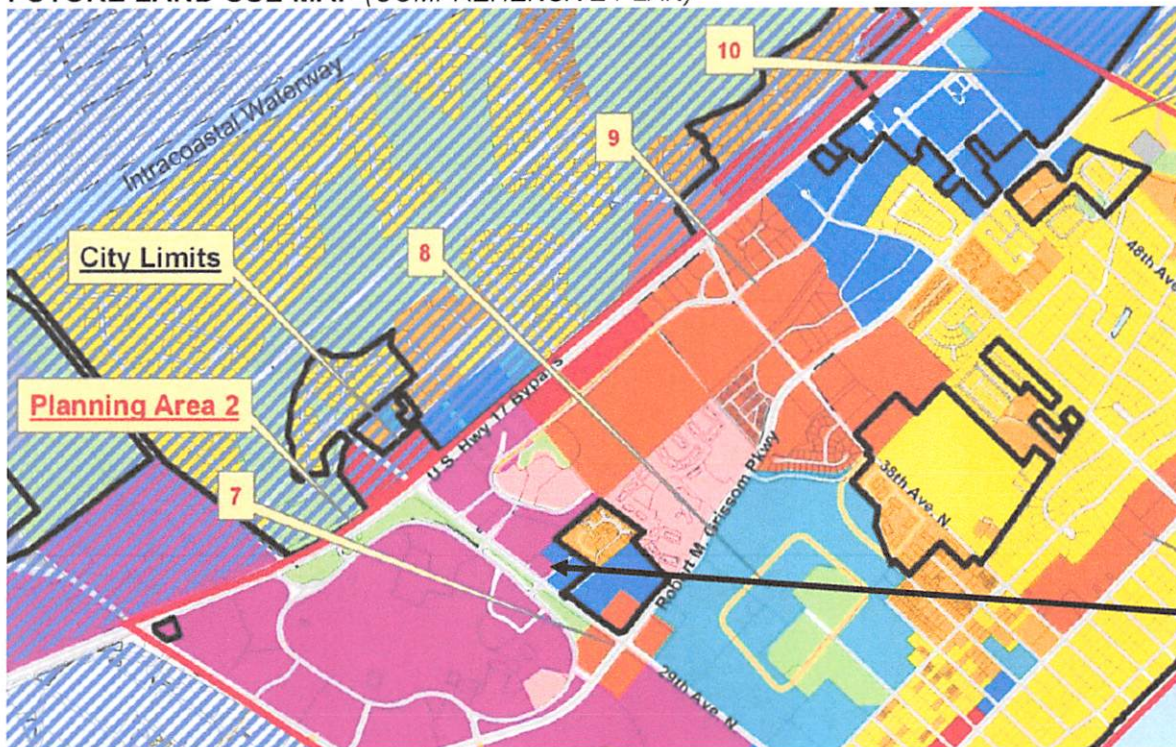 FUTURE LAND USE MAP (COMPREHENSIVE PLAN)
10
Intracoastal Waterway
9
City Limits
8
48th Ave
U.S. Hwy 17 Bypass
Planning Area 2
Robert M. Grissom Pkwy
38th Ave. N
7
29th Ave. N